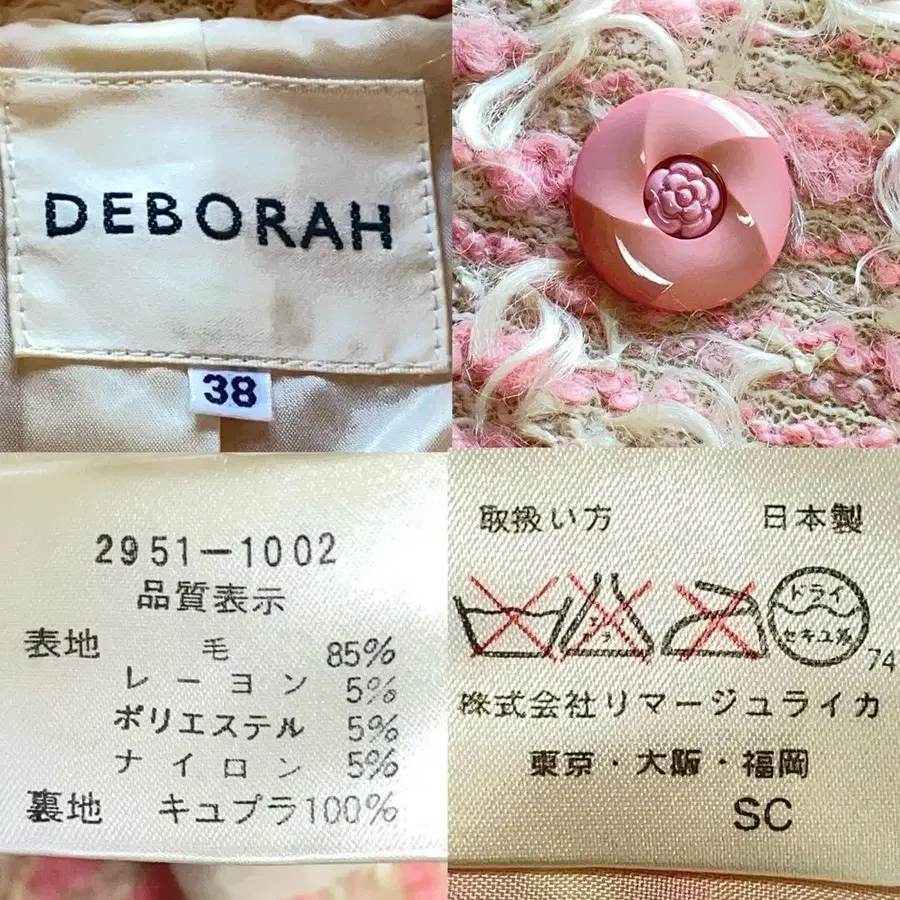 DEBORAH
38
2951-1002
品質表示
表地 毛 85%
レーヨン 5%
ポリエステル 5%
ナイロン 5%
裏地 キュプラ100%
取扱い方 日本製
ドライ
セキユ系
74
株式会社リマージュライカ
東京・大阪・福岡
SC